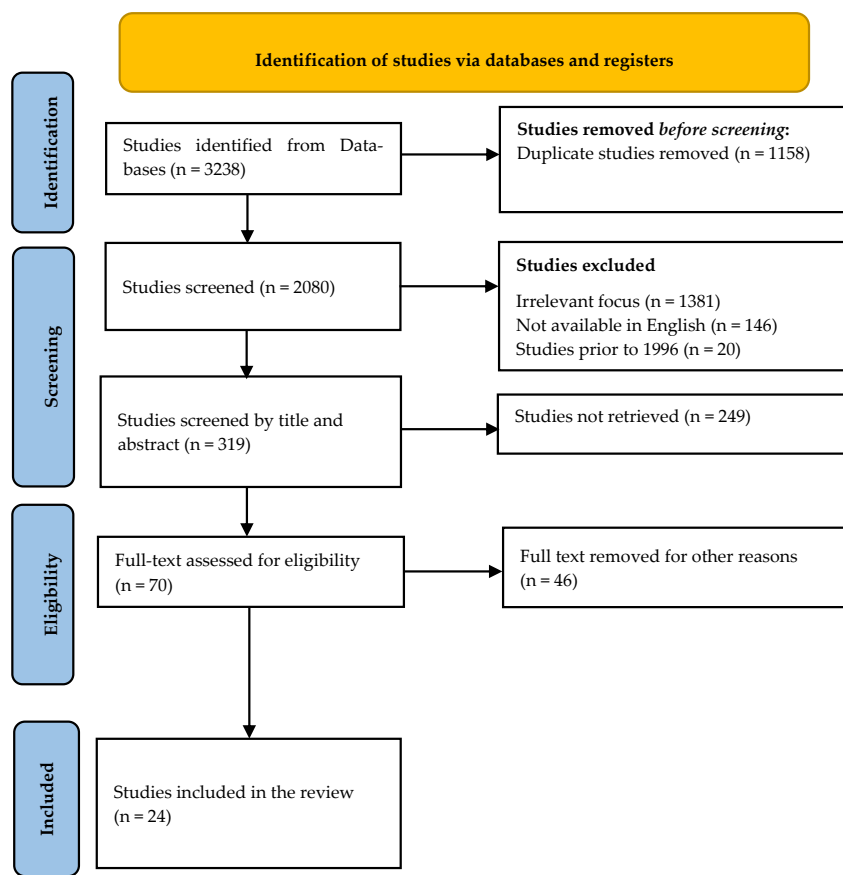 Identification of studies via databases and registers
Identification
Studies identified from Data-
bases (n = 3238)
Studies removed before screening:
Duplicate studies removed (n = 1158)
Screening
Studies screened (n = 2080)
Studies excluded
Irrelevant focus (n = 1381)
Not available in English (n = 146)
Studies prior to 1996 (n = 20)
Studies screened by title and
abstract (n = 319)
Studies not retrieved (n = 249)
Eligibility
Full-text assessed for eligibility
(n = 70)
Full text removed for other reasons
(n = 46)
Included
Studies included in the review
(n = 24)